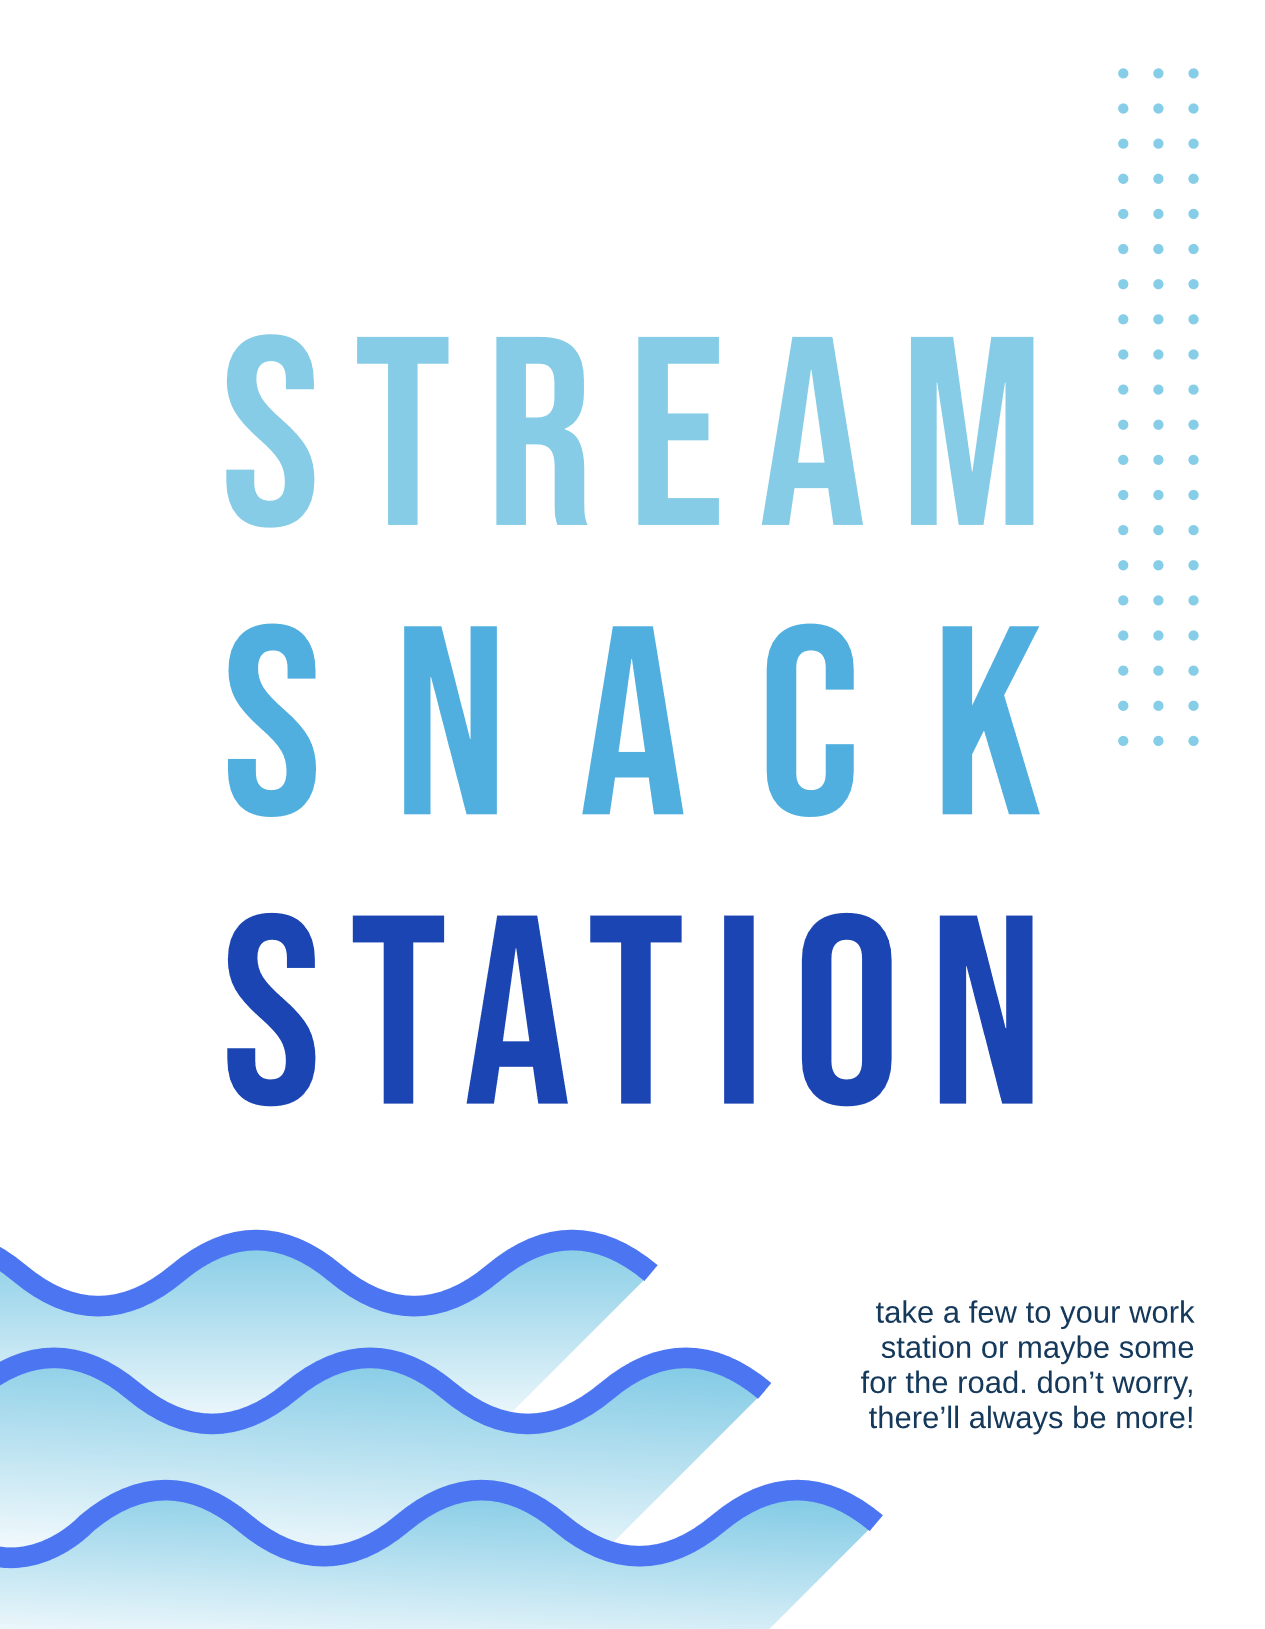 STREAM
SNACK
STATION
take a few to your work
station or maybe some
for the road. don’t worry,
there’ll always be more!